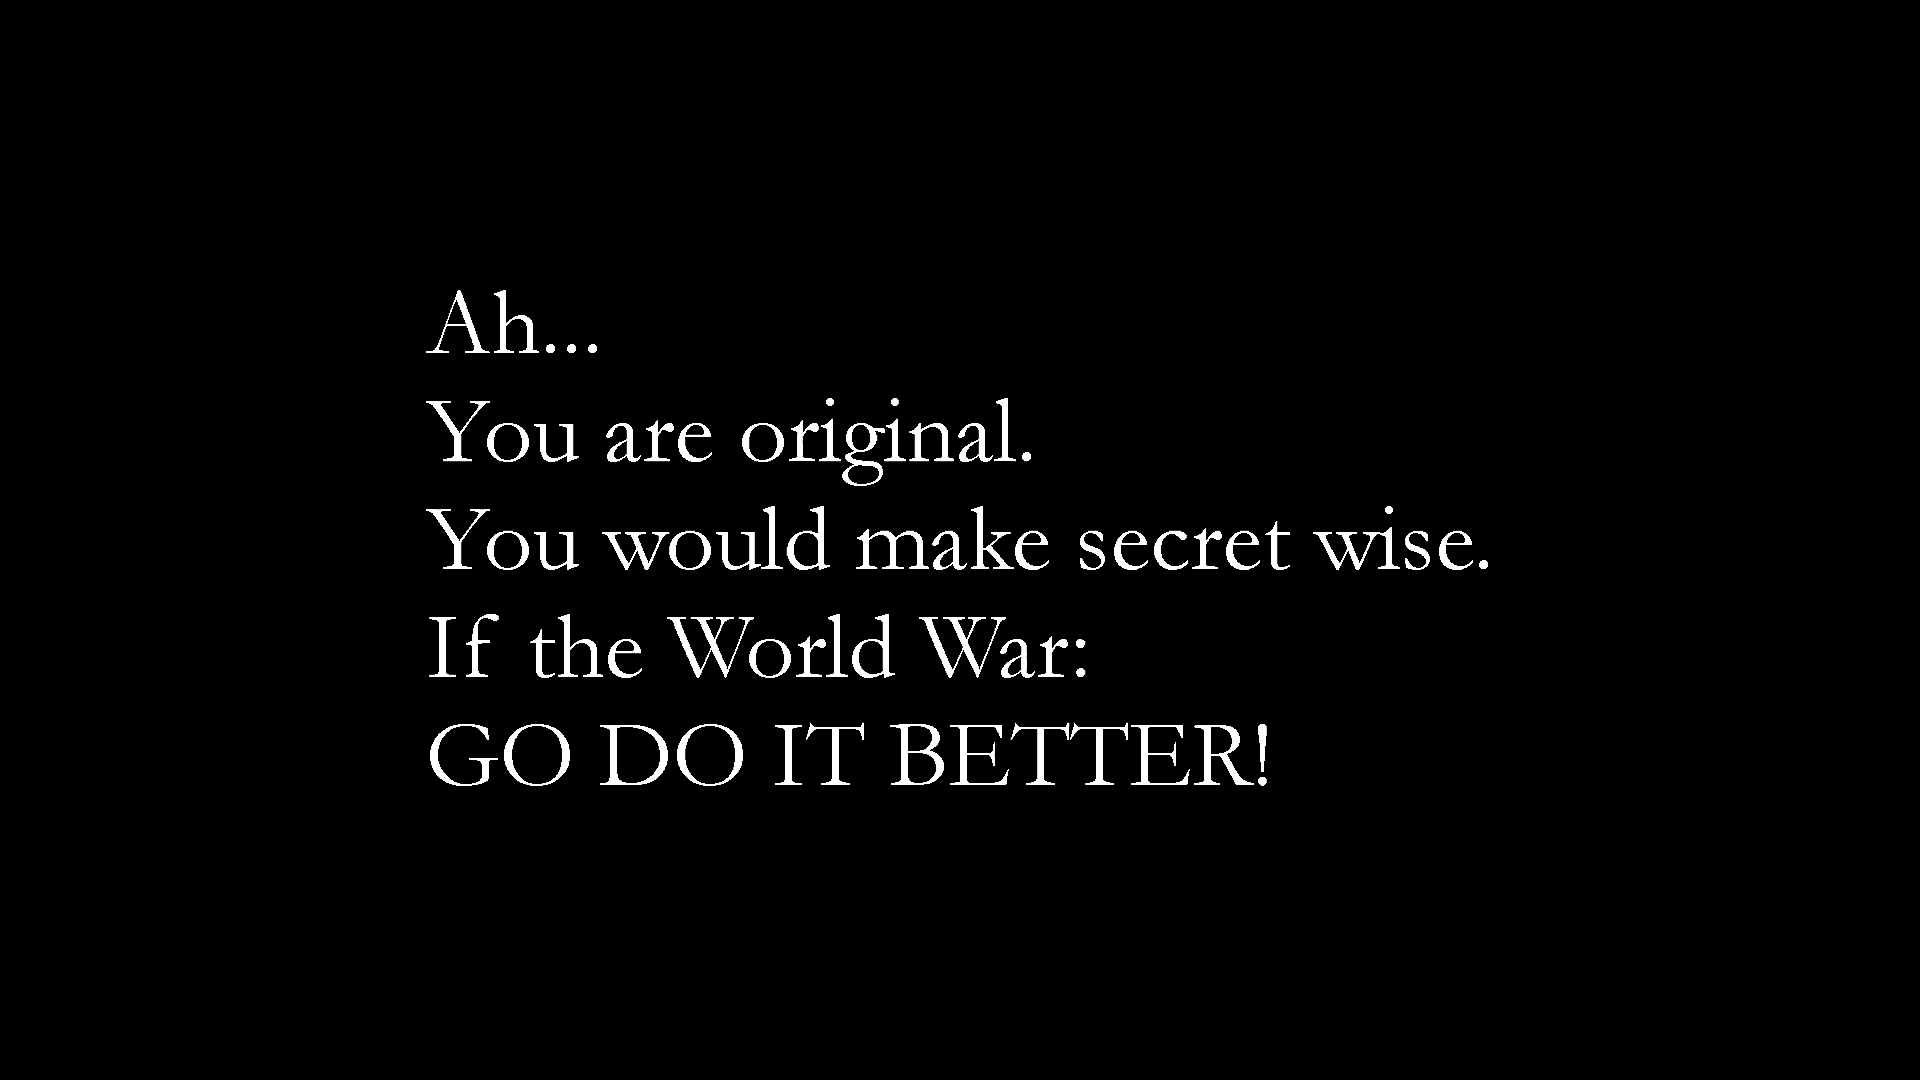 Ah...
You are original.
You would make secret wise.
If the World War:
GO DO IT BETTER!